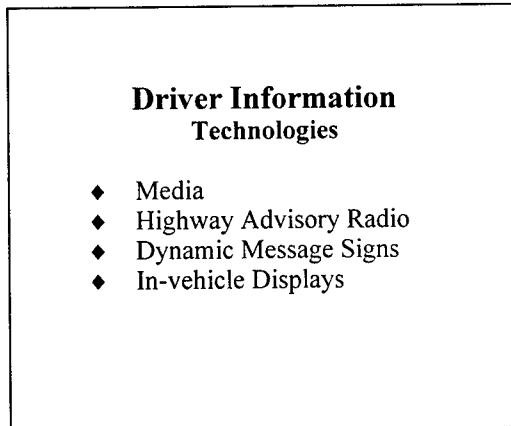 Driver Information
Technologies
♦ Media
♦ Highway Advisory Radio
♦ Dynamic Message Signs
♦ In-vehicle Displays